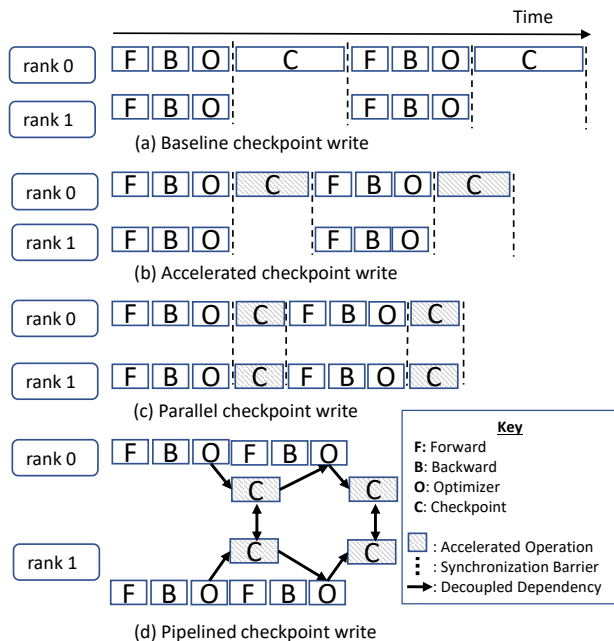 Time
rank 0 F B O C F B O C
rank 1 F B O F B O
(a) Baseline checkpoint write
rank 0 F B O C F B O C
rank 1 F B O F B O
(b) Accelerated checkpoint write
rank 0 F B O C F B O C
rank 1 F B O C F B O C
(c) Parallel checkpoint write
rank 0 F B O F B O
C C
C C
rank 1 F B O F B O
(d) Pipelined checkpoint write
Key
F: Forward
B: Backward
O: Optimizer
C: Checkpoint
: Accelerated Operation
: Synchronization Barrier
: Decoupled Dependency